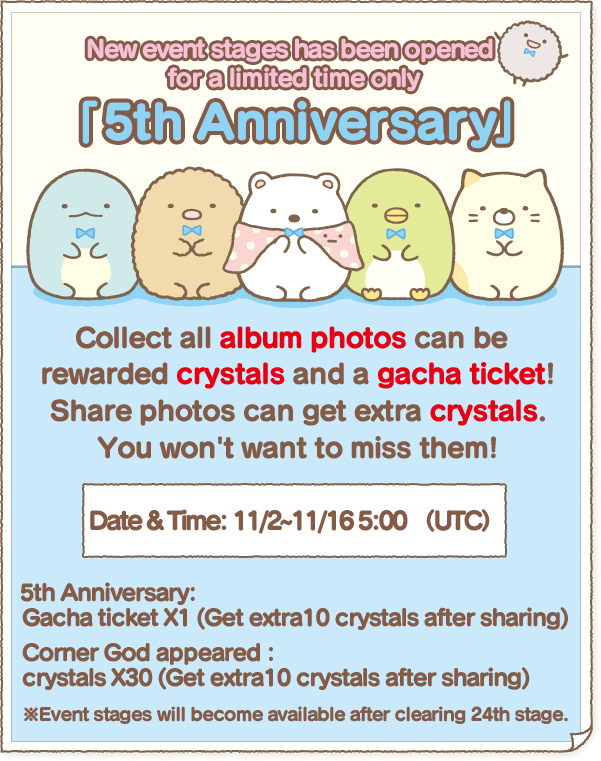 New event stages has been opened
for a limited time only
「5th Anniversary」
Collect all album photos can be
rewarded crystals and a gacha ticket!
Share photos can get extra crystals.
You won't want to miss them!
Date & Time: 11/2~11/16 5:00 （UTC）
5th Anniversary:
Gacha ticket X1 (Get extra10 crystals after sharing)
Corner God appeared :
crystals X30 (Get extra10 crystals after sharing)
※Event stages will become available after clearing 24th stage.